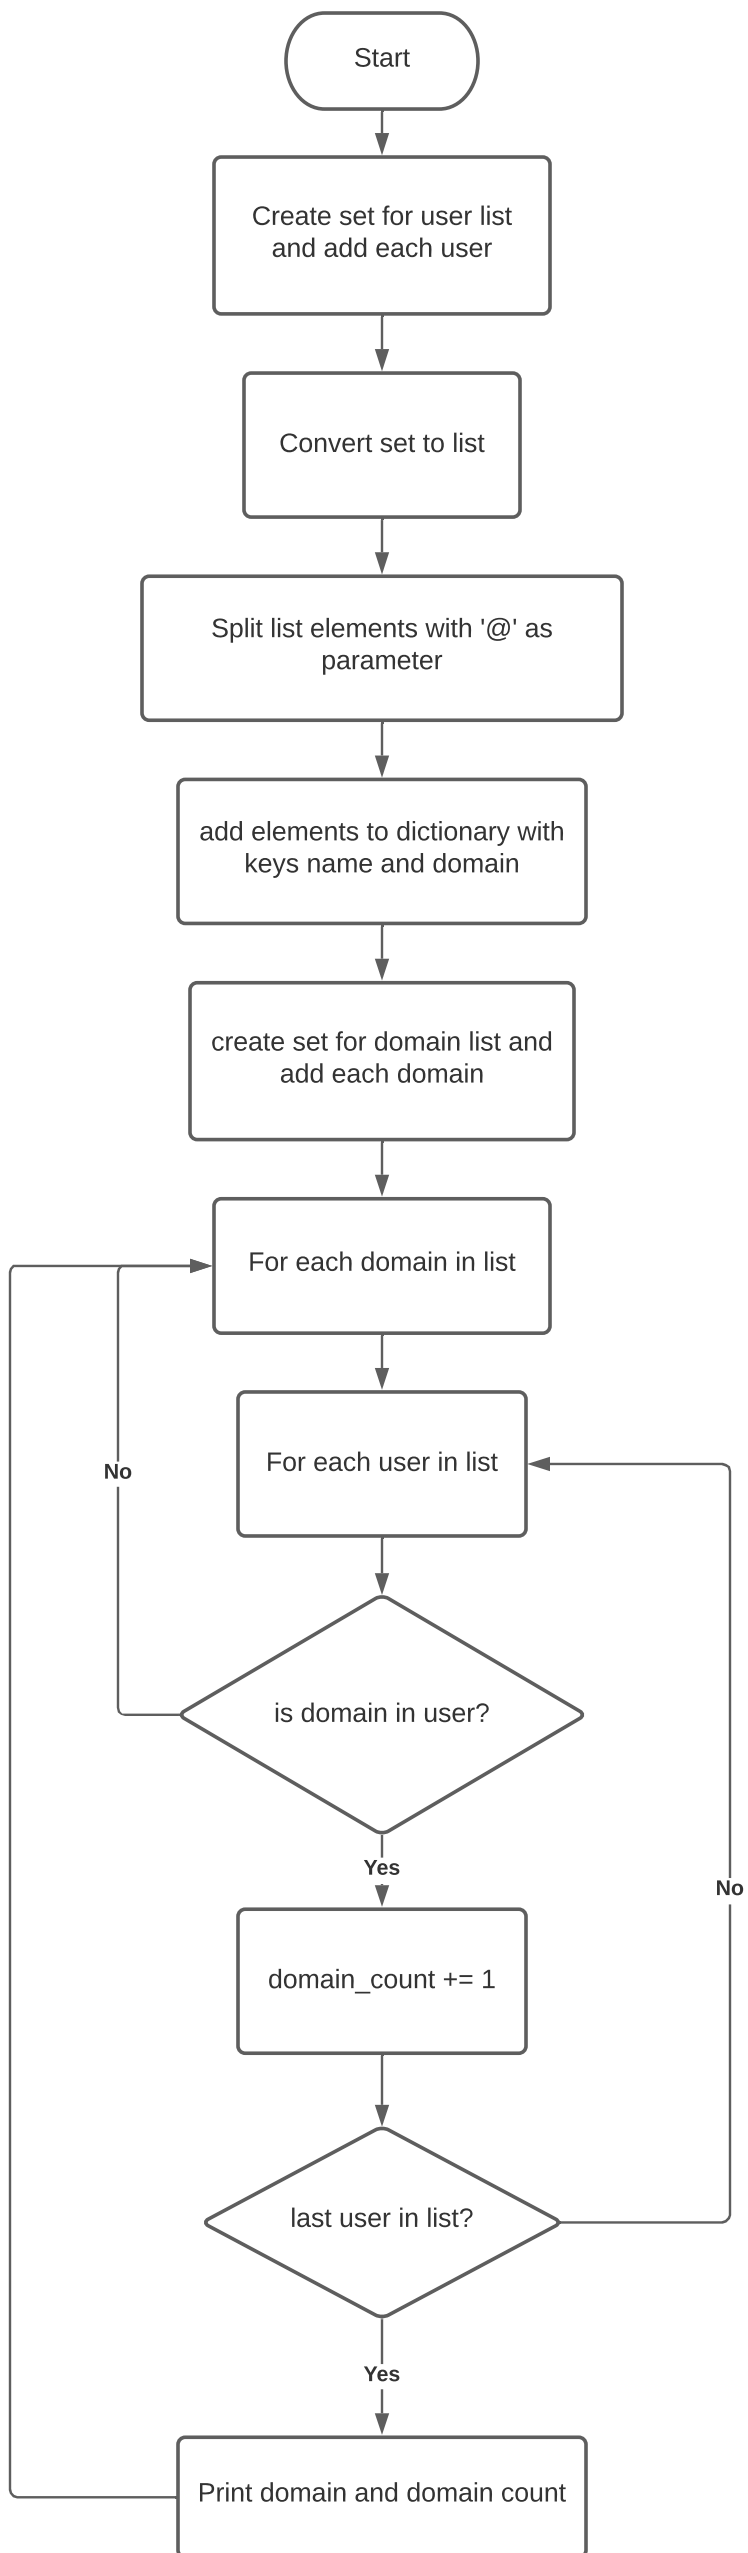 Start
Create set for user list
and add each user
Convert set to list
Split list elements with '@' as
parameter
add elements to dictionary with
keys name and domain
create set for domain list and
add each domain
For each domain in list
For each user in list
No
is domain in user?
Yes
No
domain_count += 1
last user in list?
Yes
Print domain and domain count